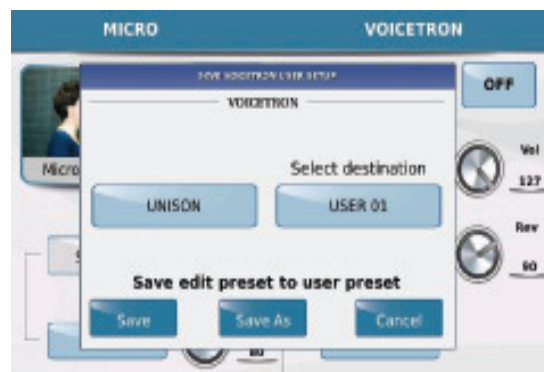 MICRO VOICETRON
SAVE VOICETRON USER SETUP
VOICETRON
OFF
Vol
127
Micro
Select destination
UNISON USER 01
Rev
90
Save edit preset to user preset
Save Save As Cancel
80